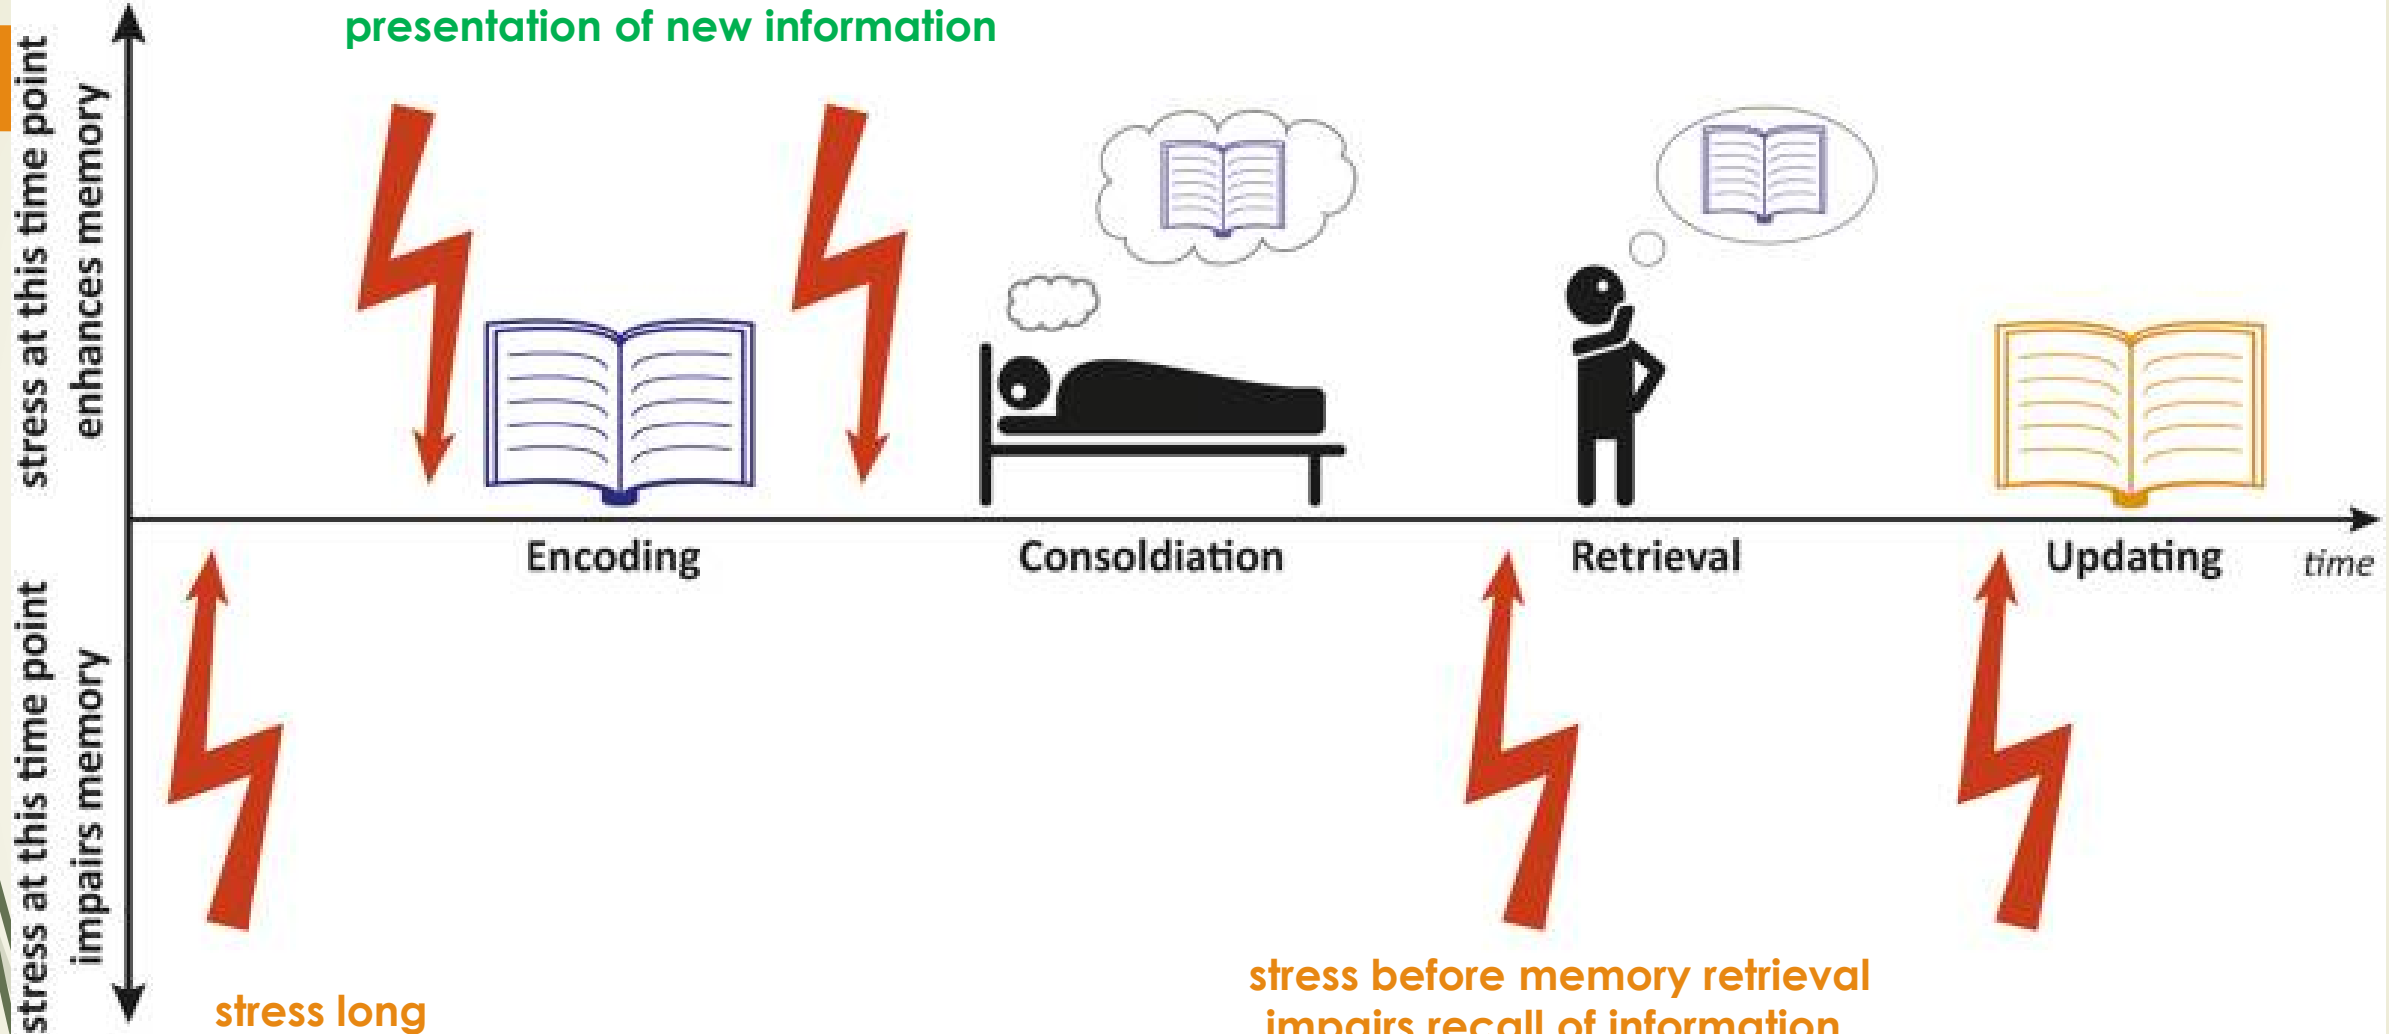 presentation of new information
stress at this time point
enhances memory
Encoding
Consoldiation
Retrieval
Updating
time
stress at this time point
impairs memory
stress long
stress before memory retrieval
impairs recall of information